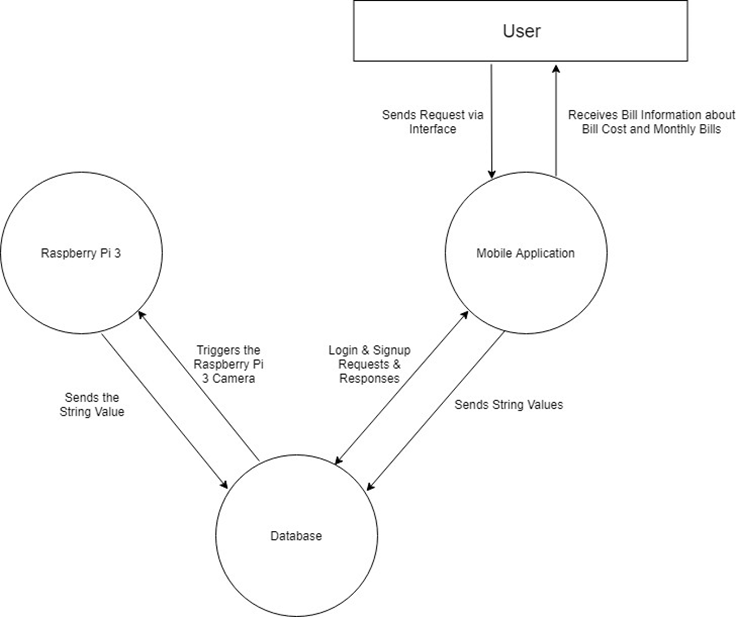 User
Sends Request via
Interface
Receives Bill Information about
Bill Cost and Monthly Bills
Raspberry Pi 3
Mobile Application
Triggers the
Raspberry Pi
3 Camera
Login & Signup
Requests &
Responses
Sends the
String Value
Sends String Values
Database